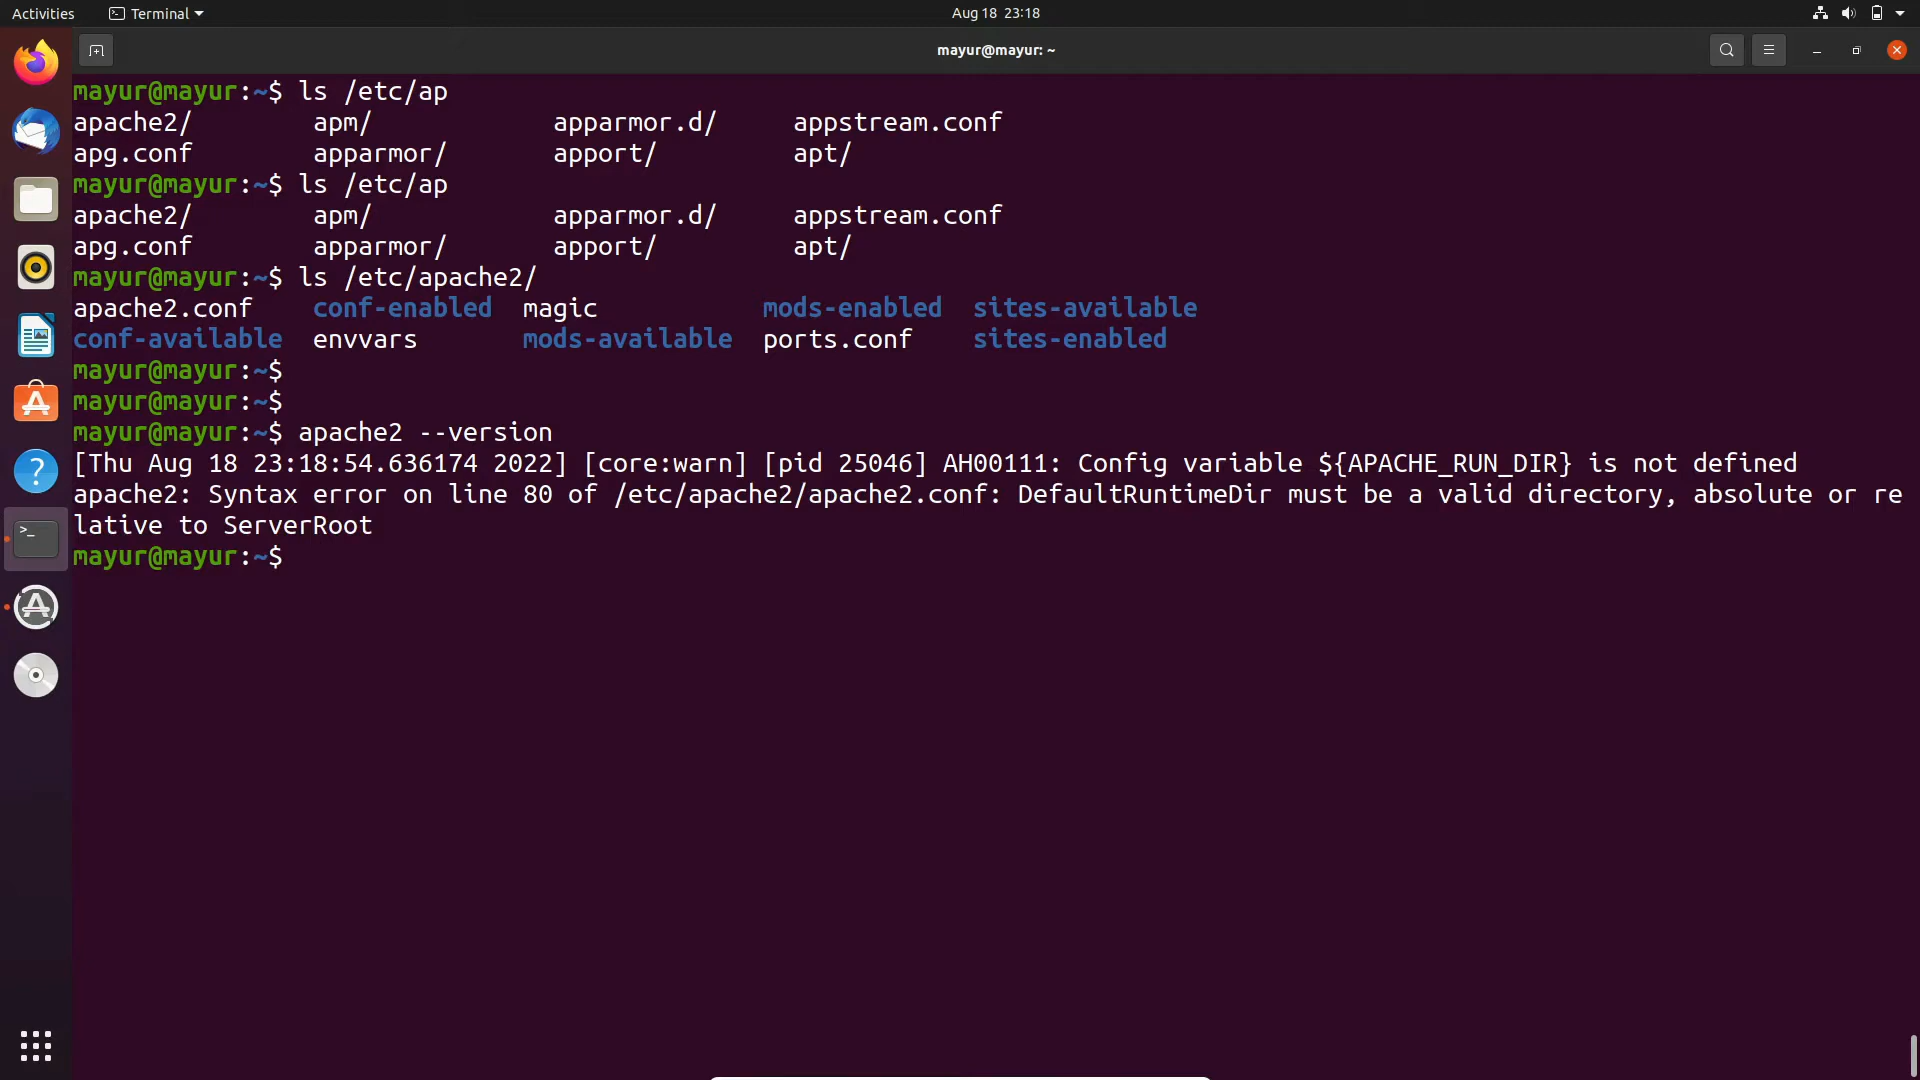 Activities Terminal Aug 18 23:18
mayur@mayur: ~
mayur@mayur:~$ ls /etc/ap
apache2/ apm/ apparmor.d/ appstream.conf
apg.conf apparmor/ apport/ apt/
mayur@mayur:~$ ls /etc/ap
apache2/ apm/ apparmor.d/ appstream.conf
apg.conf apparmor/ apport/ apt/
mayur@mayur:~$ ls /etc/apache2/
apache2.conf conf-enabled magic mods-enabled sites-available
conf-available envvars mods-available ports.conf sites-enabled
mayur@mayur:~$
mayur@mayur:~$
mayur@mayur:~$ apache2 --version
[Thu Aug 18 23:18:54.636174 2022] [core:warn] [pid 25046] AH00111: Config variable ${APACHE_RUN_DIR} is not defined
apache2: Syntax error on line 80 of /etc/apache2/apache2.conf: DefaultRuntimeDir must be a valid directory, absolute or re
lative to ServerRoot
mayur@mayur:~$